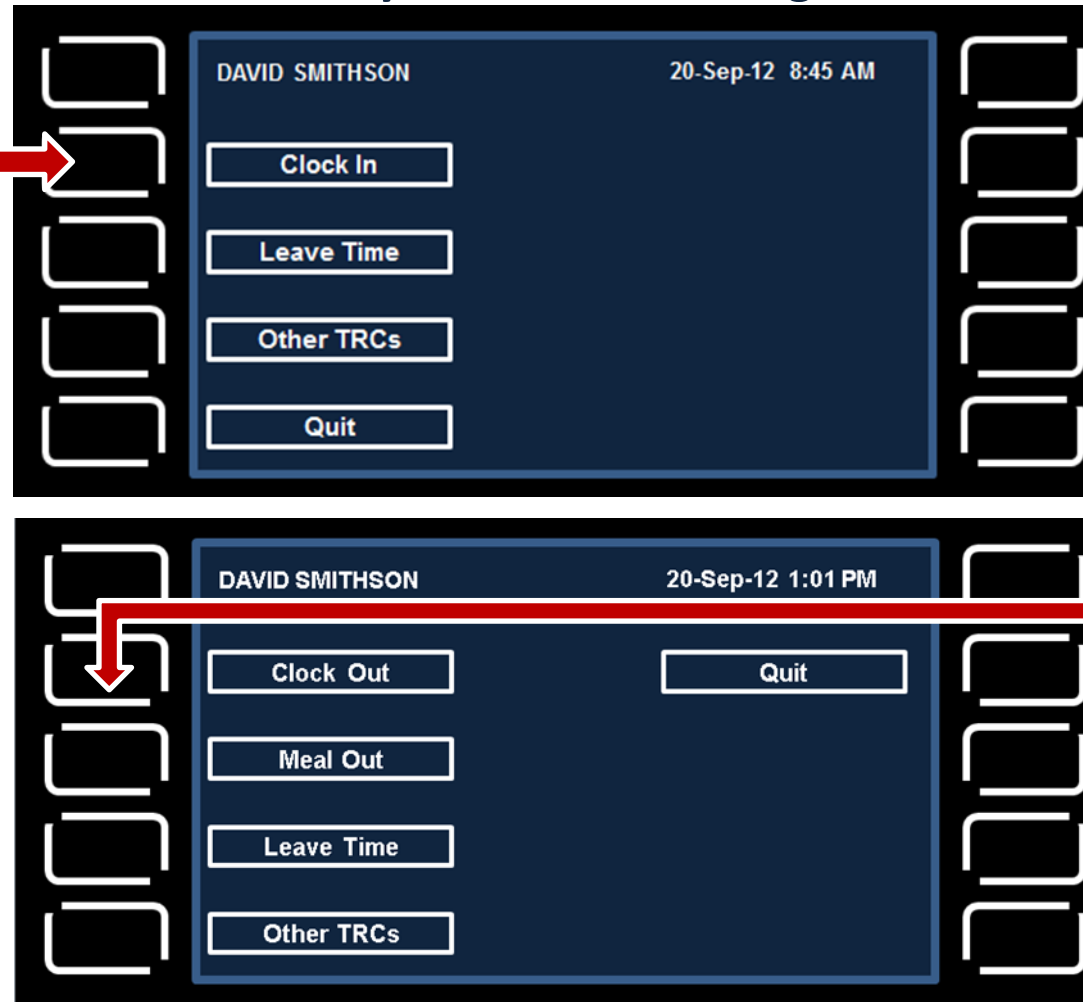 DAVID SMITHSON 20-Sep-12 8:45 AM
Clock In
Leave Time
Other TRCs
Quit
DAVID SMITHSON 20-Sep-12 1:01 PM
Clock Out Quit
Meal Out
Leave Time
Other TRCs